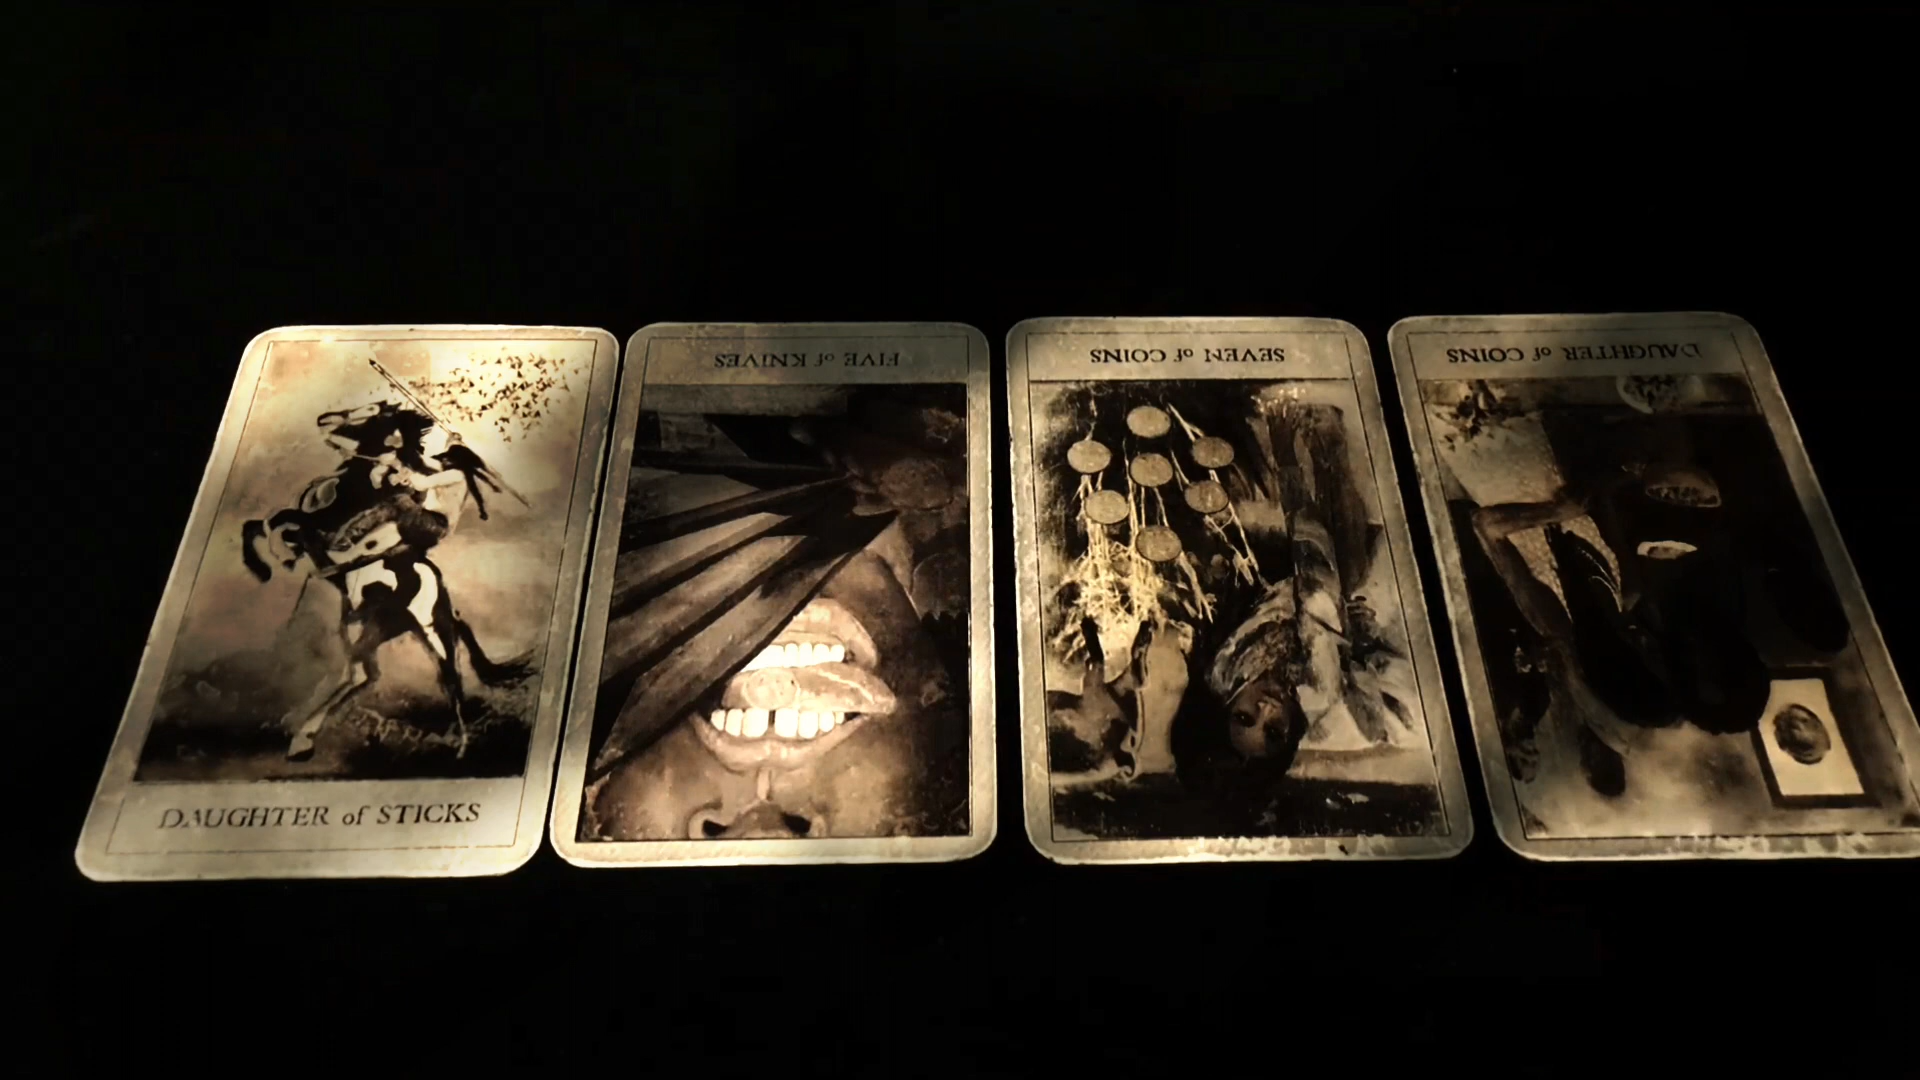 DAUGHTER of STICKS
FIVE of KNIVES
SEVEN of COINS
DAUGHTER of COINS